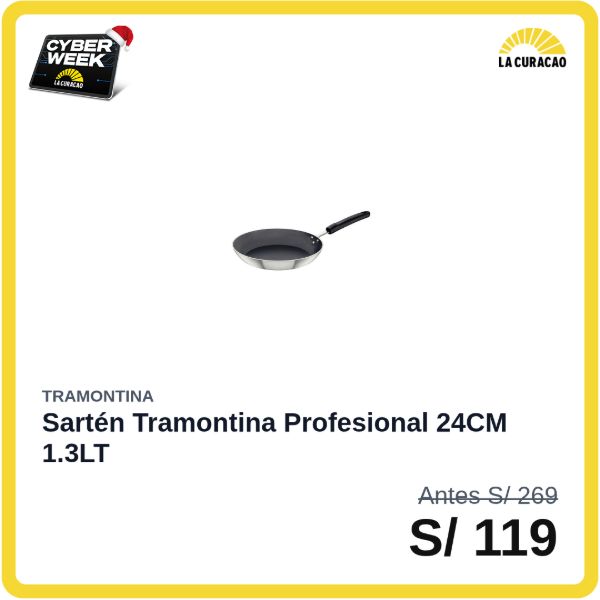 CYBER
WEEK
LA CURACAO
LA CURACAO
TRAMONTINA
Sartén Tramontina Profesional 24CM
1.3LT
Antes S/ 269
S/ 119